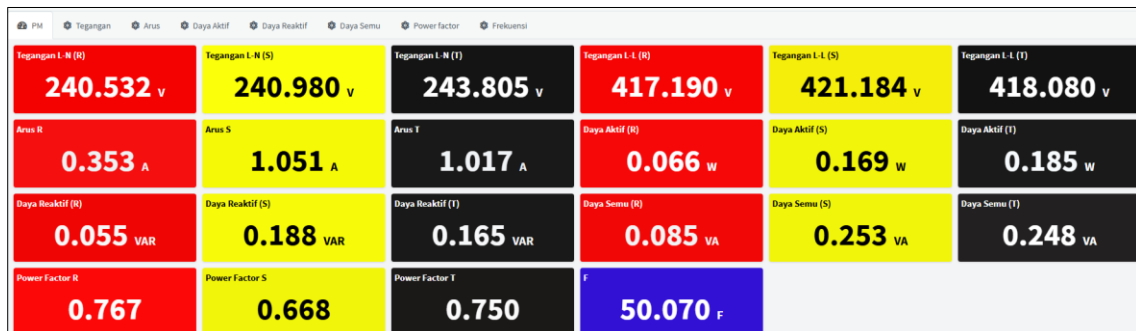 PM Tegangan Arus Daya Aktif Daya Reaktif Daya Semu Power factor Frekuensi
Tegangan L-N (R) Tegangan L-N (S) Tegangan L-N (T) Tegangan L-L (R) Tegangan L-L (S) Tegangan L-L (T)
240.532 V 240.980 V 243.805 V 417.190 V 421.184 V 418.080 V
Arus R Arus S Arus T Daya Aktif (R) Daya Aktif (S) Daya Aktif (T)
0.353 A 1.051 A 1.017 A 0.066 W 0.169 W 0.185 W
Daya Reaktif (R) Daya Reaktif (S) Daya Reaktif (T) Daya Semu (R) Daya Semu (S) Daya Semu (T)
0.055 VAR 0.188 VAR 0.165 VAR 0.085 VA 0.253 VA 0.248 VA
Power Factor R Power Factor S Power Factor T F
0.767 0.668 0.750 50.070 F